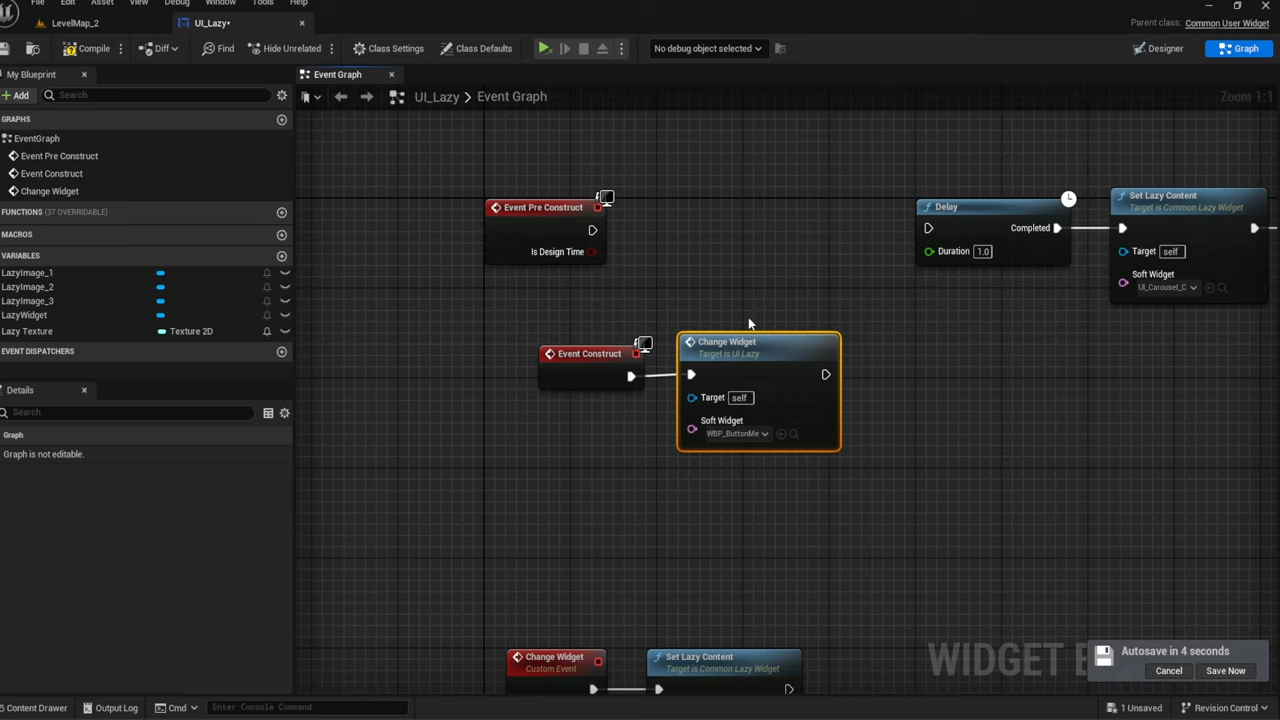 File Edit Asset View Debug Window Tools Help
LevelMap_2
UI_Lazy*
Parent class: Common User Widget
Compile Diff Find Hide Unrelated Class Settings Class Defaults No debug object selected Designer Graph
My Blueprint
Event Graph
Add Search
UI_Lazy > Event Graph
Zoom 1:1
GRAPHS
EventGraph
Event Pre Construct
Event Construct
Change Widget
FUNCTIONS (37 OVERRIDABLE)
MACROS
VARIABLES
LazyImage_1
LazyImage_2
LazyImage_3
LazyWidget
Lazy Texture Texture 2D
EVENT DISPATCHERS
Details
Search
Graph
Graph is not editable.
Event Pre Construct
Is Design Time
Delay
Completed
Duration 1.0
Set Lazy Content
Target is Common Lazy Widget
Target self
Soft Widget
UI_Carousel_C
Event Construct
Change Widget
Target is UI Lazy
Target self
Soft Widget
WBP_ButtonMe
Change Widget
Custom Event
Set Lazy Content
Target is Common Lazy Widget
Autosave in 4 seconds
Cancel Save Now
Content Drawer Output Log Cmd Enter Console Command 1 Unsaved Revision Control